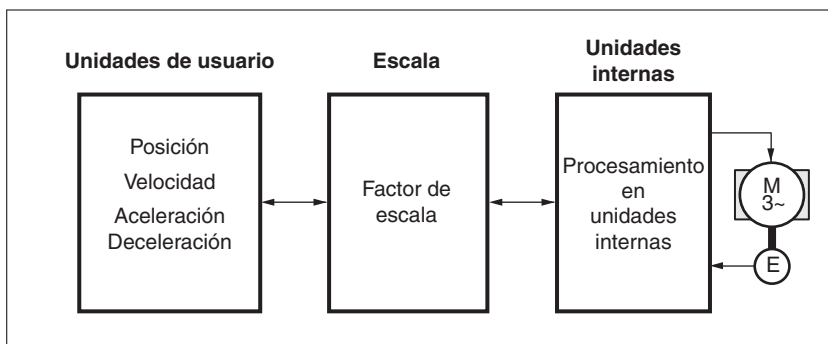 Unidades de usuario
Escala
Unidades
internas
Posición
Velocidad
Aceleración
Deceleración
Factor de
escala
Procesamiento
en
unidades
internas
M
3~
E